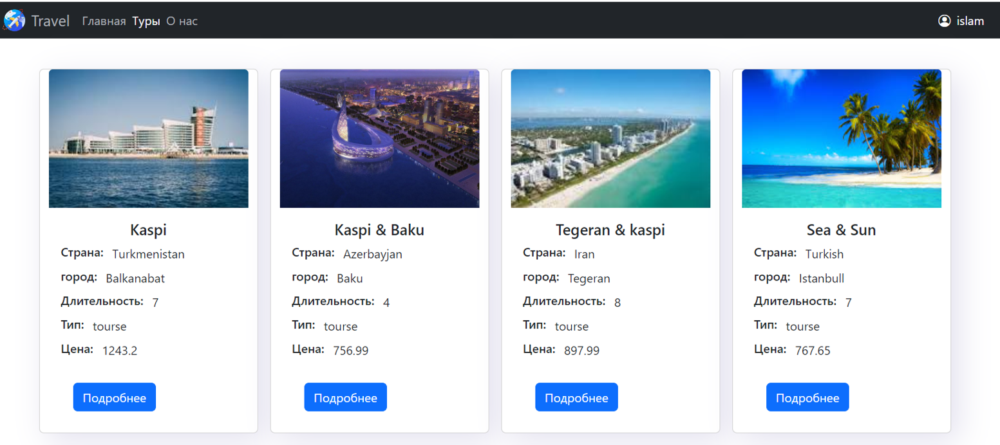 Travel Главная Туры О нас islam
Kaspi
Страна: Turkmenistan
город: Balkanabat
Длительность: 7
Тип: tourse
Цена: 1243.2
Подробнее
Kaspi & Baku
Страна: Azerbayjan
город: Baku
Длительность: 4
Тип: tourse
Цена: 756.99
Подробнее
Tegeran & kaspi
Страна: Iran
город: Tegeran
Длительность: 8
Тип: tourse
Цена: 897.99
Подробнее
Sea & Sun
Страна: Turkish
город: Istanbull
Длительность: 7
Тип: tourse
Цена: 767.65
Подробнее